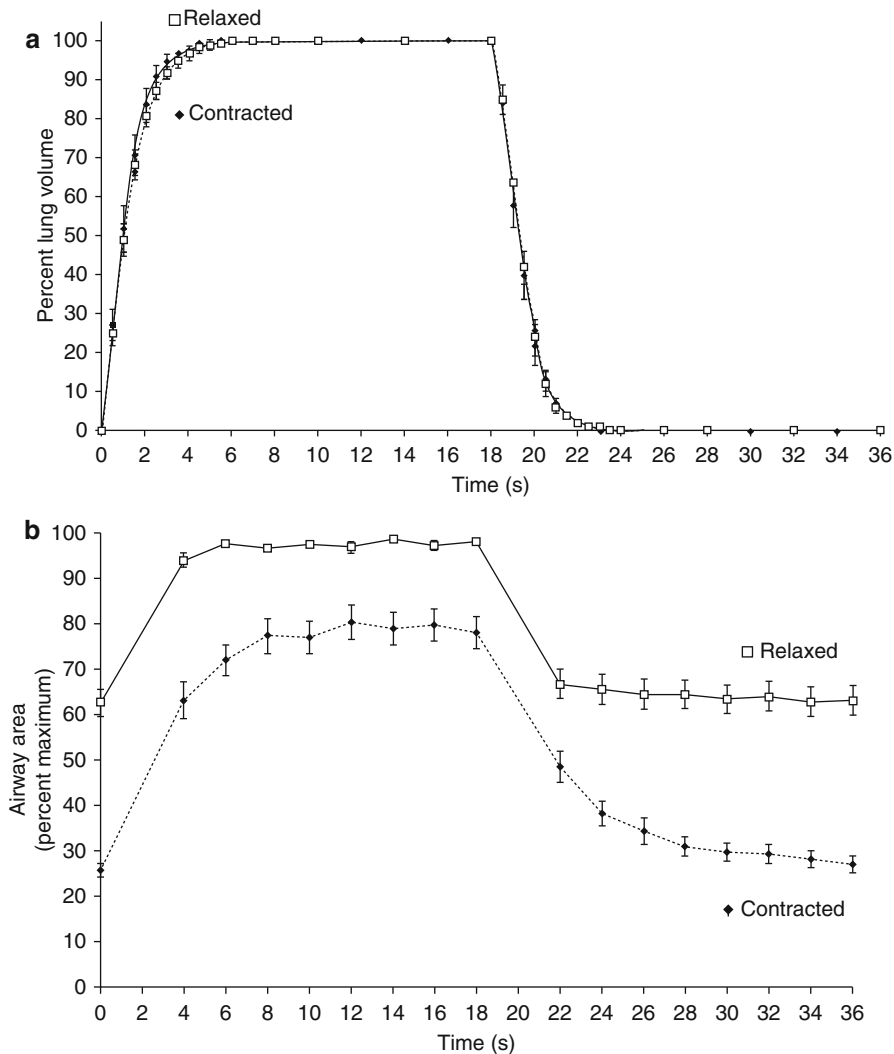 a
Relaxed
Contracted
100
90
80
70
60
50
40
30
20
10
0
Percent lung volume
0 2 4 6 8 10 12 14 16 18 20 22 24 26 28 30 32 34 36
Time (s)
b
100
90
80
70
60
50
40
30
20
10
0
Airway area
(percent maximum)
Relaxed
Contracted
0 2 4 6 8 10 12 14 16 18 20 22 24 26 28 30 32 34 36
Time (s)